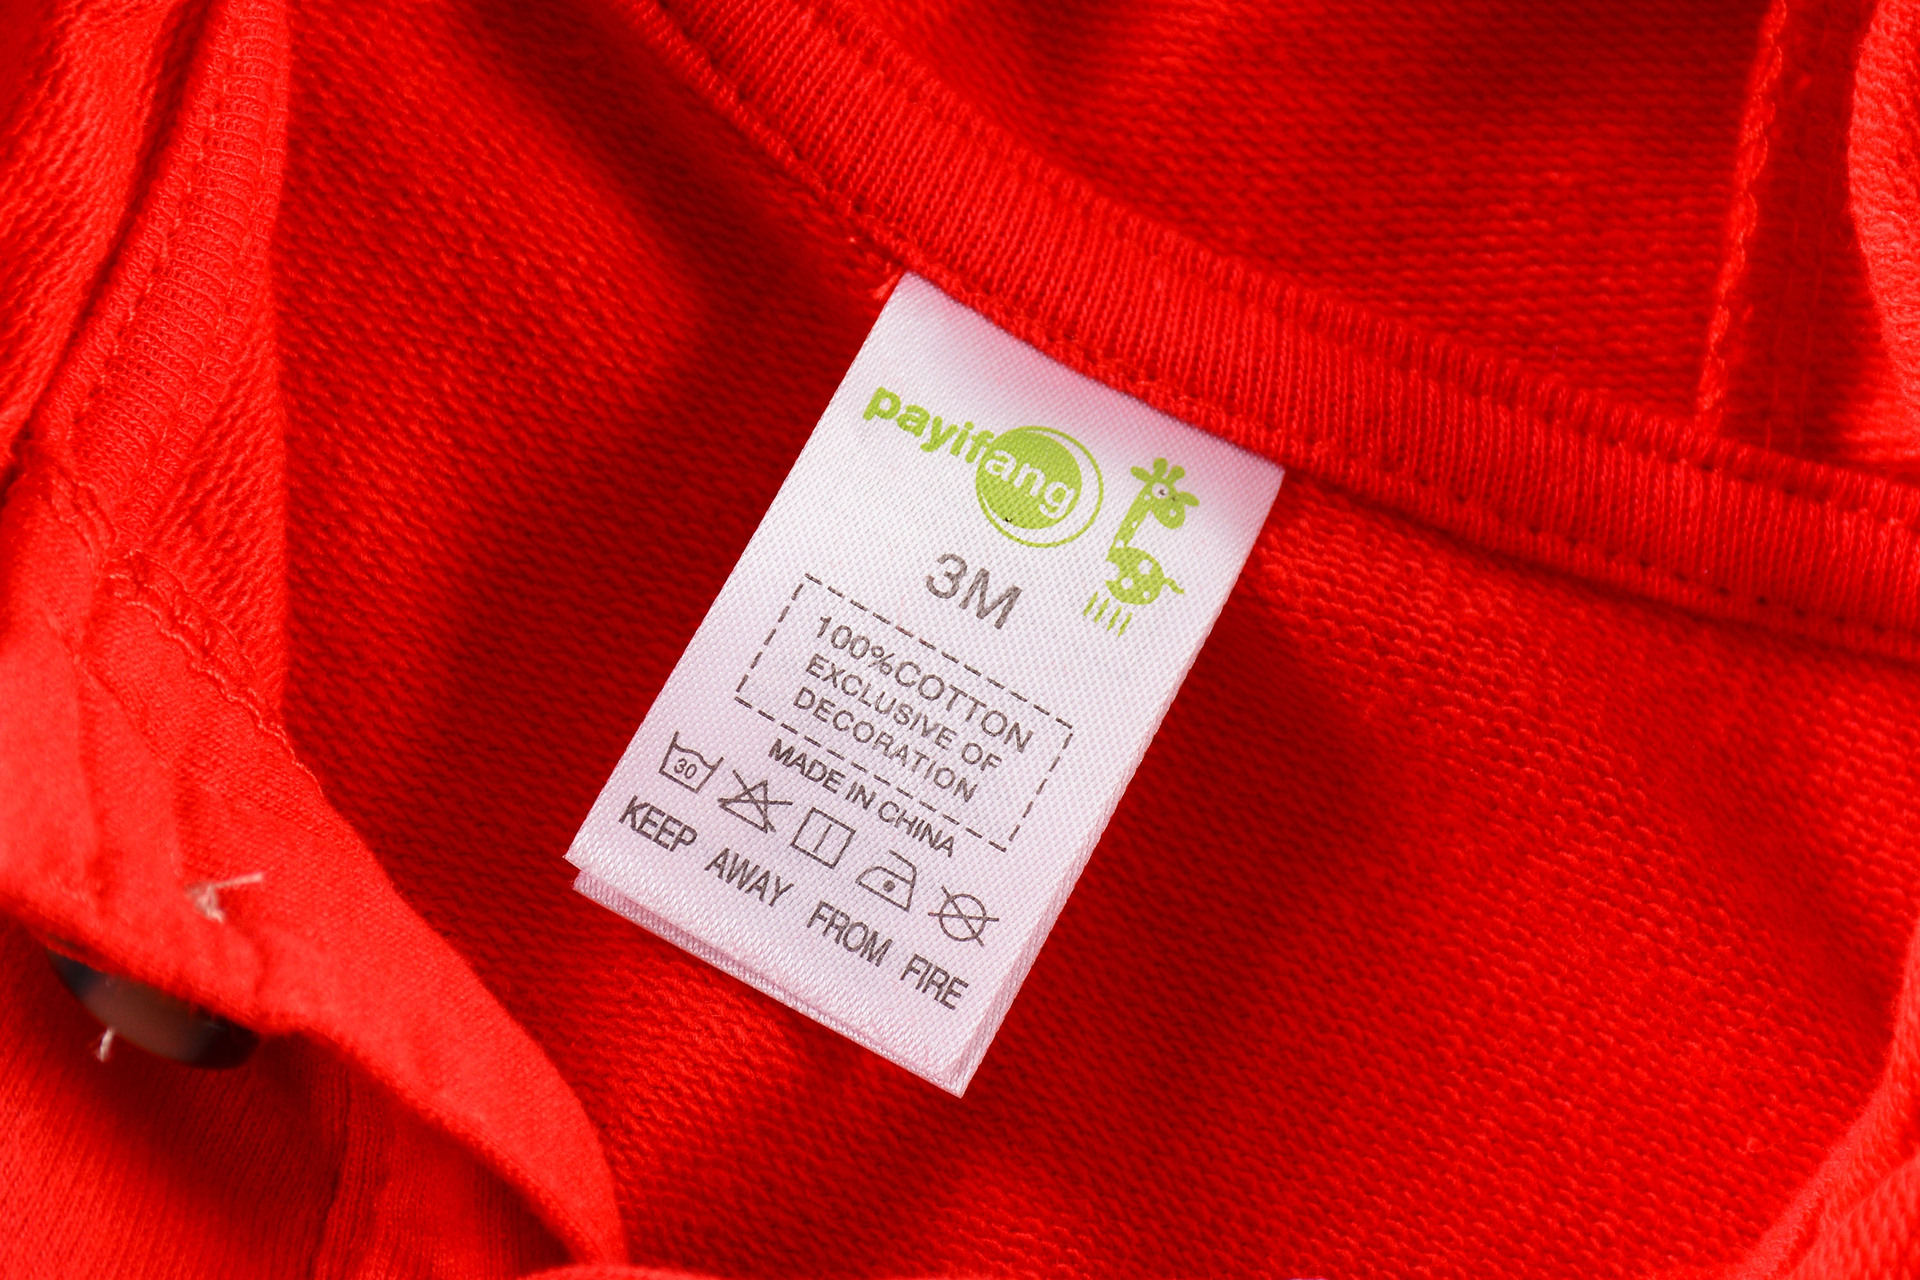 payifang
3M
100%COTTON
EXCLUSIVE OF
DECORATION
MADE IN CHINA
30
KEEP AWAY FROM FIRE